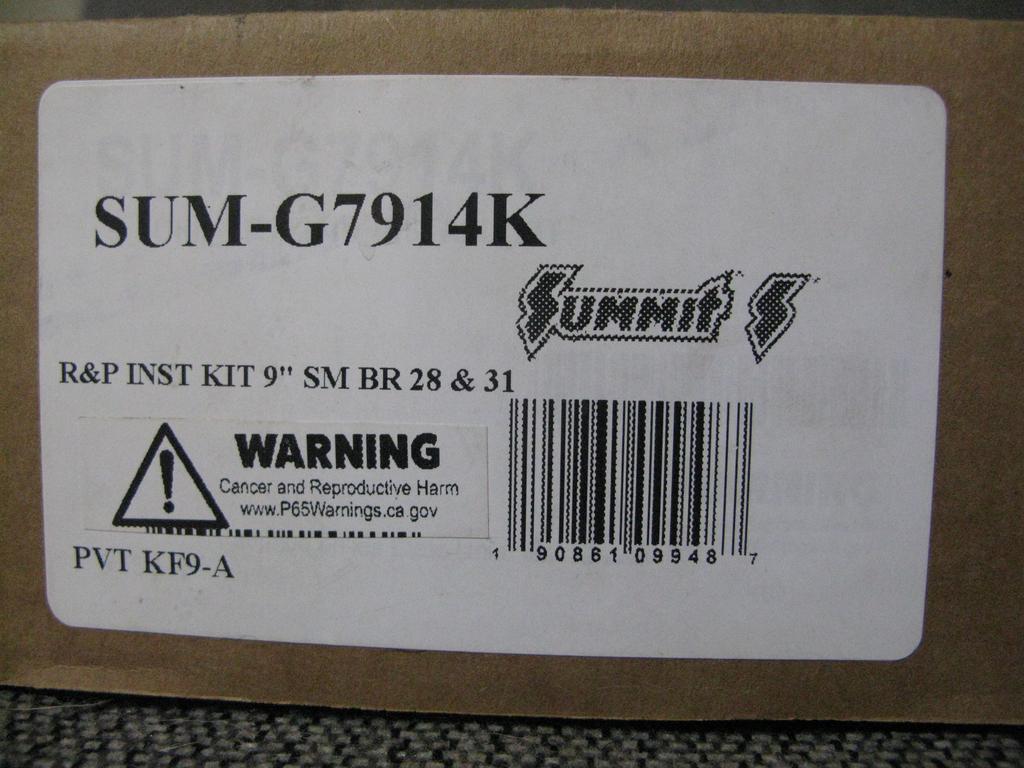 SUM-G7914K
SUMMIT S
R&P INST KIT 9" SM BR 28 & 31
WARNING
Cancer and Reproductive Harm
www.P65Warnings.ca.gov
1 90861 09948 7
PVT KF9-A